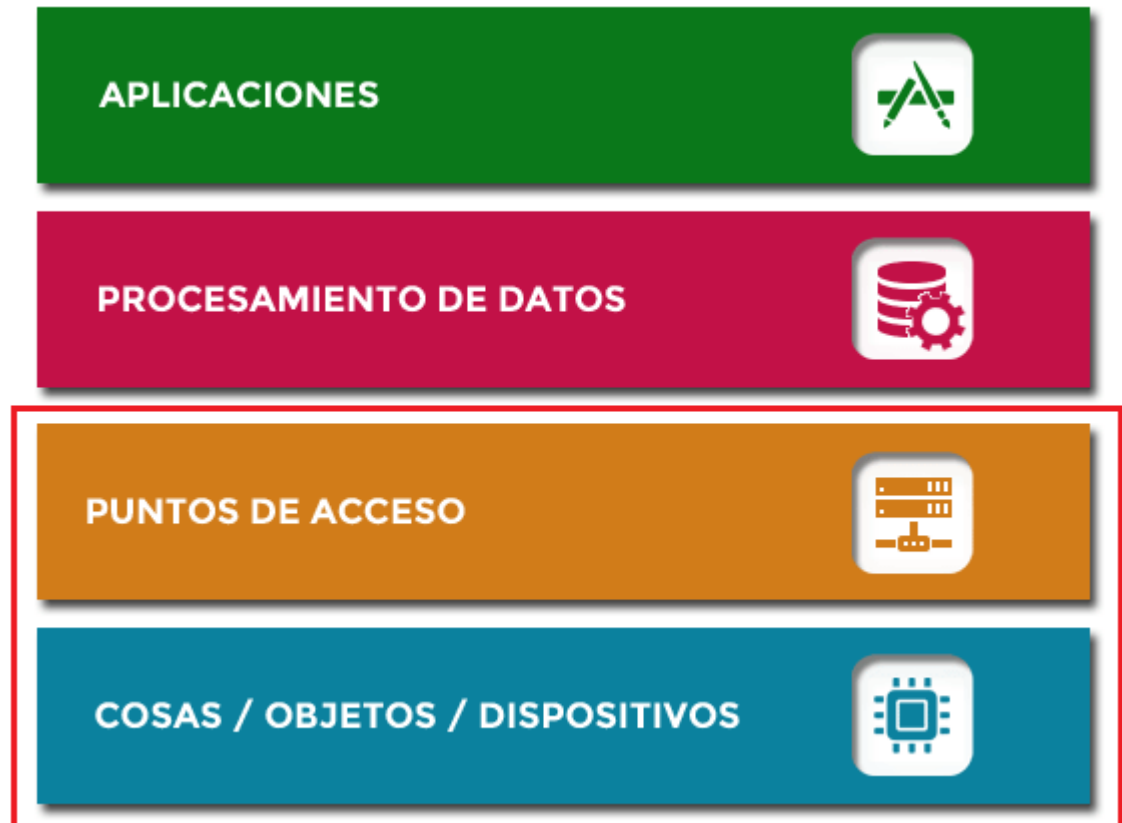 APLICACIONES
PROCESAMIENTO DE DATOS
PUNTOS DE ACCESO
COSAS / OBJETOS / DISPOSITIVOS